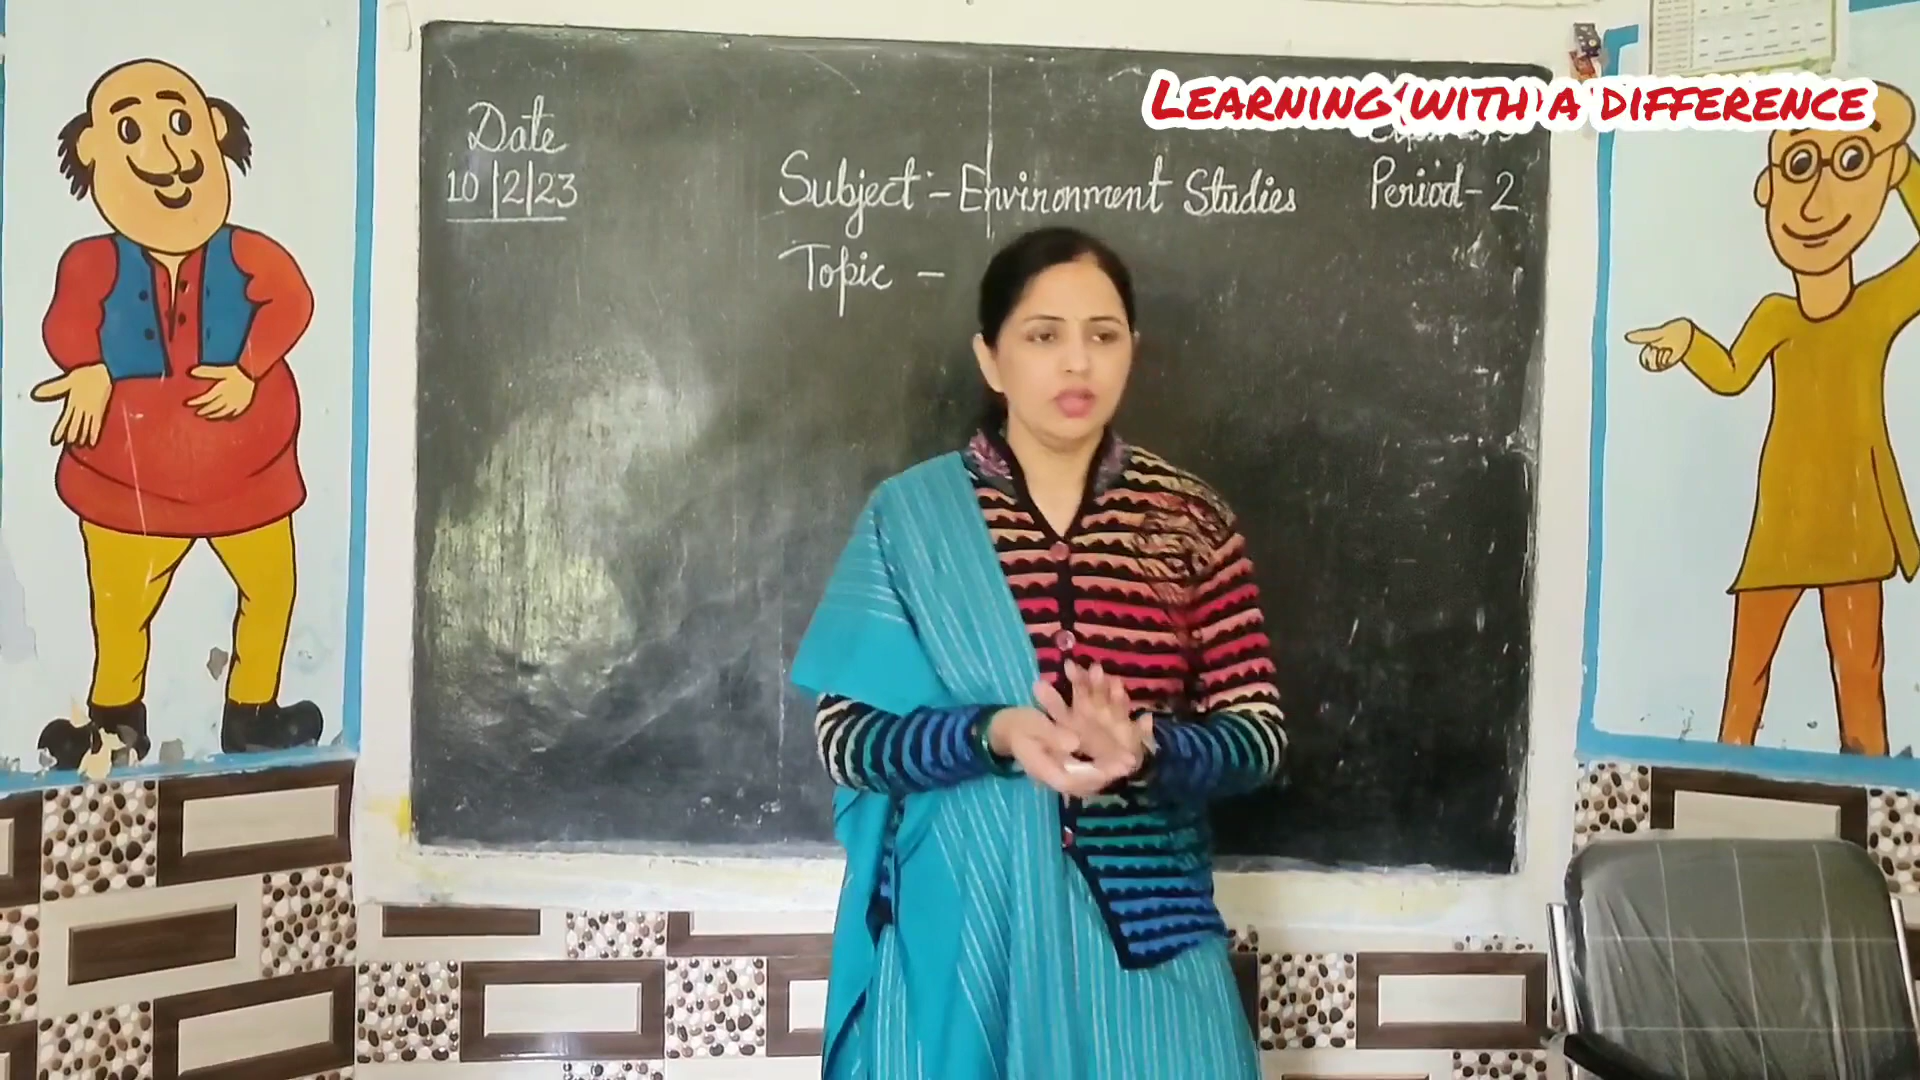 LEARNING WITH A DIFFERENCE
Date
10/2/23
Subject:- Environment Studies
Period- 2
Topic -